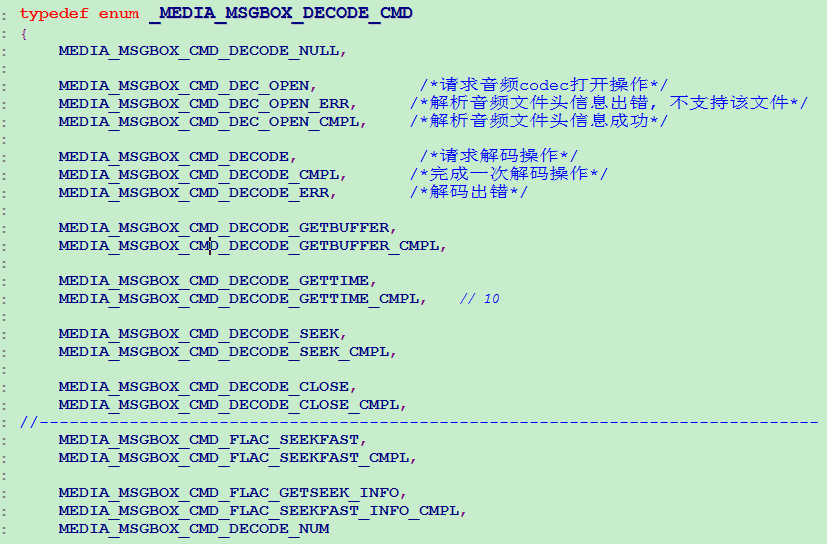 typedef enum _MEDIA_MSGBOX_DECODE_CMD
{
MEDIA_MSGBOX_CMD_DECODE_NULL,
MEDIA_MSGBOX_CMD_DEC_OPEN, /*请求音频codec打开操作*/
MEDIA_MSGBOX_CMD_DEC_OPEN_ERR, /*解析音频文件头信息出错，不支持该文件*/
MEDIA_MSGBOX_CMD_DEC_OPEN_CMPL, /*解析音频文件头信息成功*/
MEDIA_MSGBOX_CMD_DECODE, /*请求解码操作*/
MEDIA_MSGBOX_CMD_DECODE_CMPL, /*完成一次解码操作*/
MEDIA_MSGBOX_CMD_DECODE_ERR, /*解码出错*/
MEDIA_MSGBOX_CMD_DECODE_GETBUFFER,
MEDIA_MSGBOX_CMD_DECODE_GETBUFFER_CMPL,
MEDIA_MSGBOX_CMD_DECODE_GETTIME,
MEDIA_MSGBOX_CMD_DECODE_GETTIME_CMPL, // 10
MEDIA_MSGBOX_CMD_DECODE_SEEK,
MEDIA_MSGBOX_CMD_DECODE_SEEK_CMPL,
MEDIA_MSGBOX_CMD_DECODE_CLOSE,
MEDIA_MSGBOX_CMD_DECODE_CLOSE_CMPL,
//------------------------------------------------------------------------------
MEDIA_MSGBOX_CMD_FLAC_SEEKFAST,
MEDIA_MSGBOX_CMD_FLAC_SEEKFAST_CMPL,
MEDIA_MSGBOX_CMD_FLAC_GETSEEK_INFO,
MEDIA_MSGBOX_CMD_FLAC_SEEKFAST_INFO_CMPL,
MEDIA_MSGBOX_CMD_DECODE_NUM